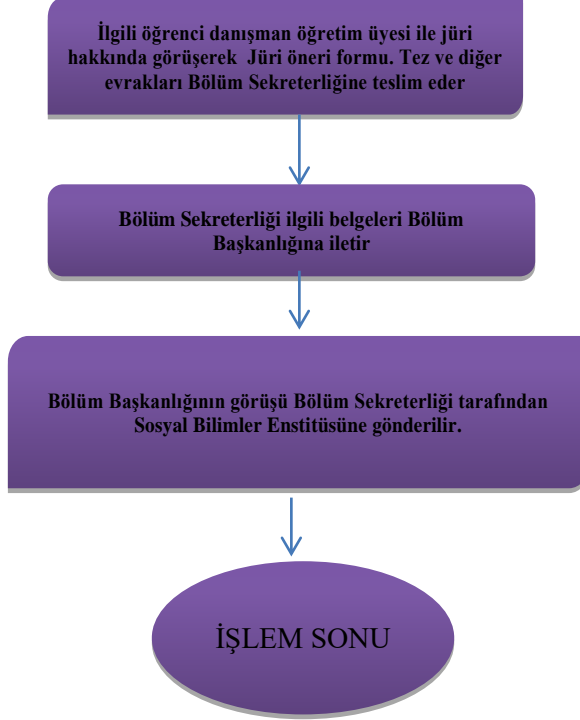 İlgili öğrenci danışman öğretim üyesi ile jüri
hakkında görüşerek Jüri öneri formu. Tez ve diğer
evrakları Bölüm Sekreterliğine teslim eder
Bölüm Sekreterliği ilgili belgeleri Bölüm
Başkanlığına iletir
Bölüm Başkanlığının görüşü Bölüm Sekreterliği tarafından
Sosyal Bilimler Enstitüsüne gönderilir.
İŞLEM SONU